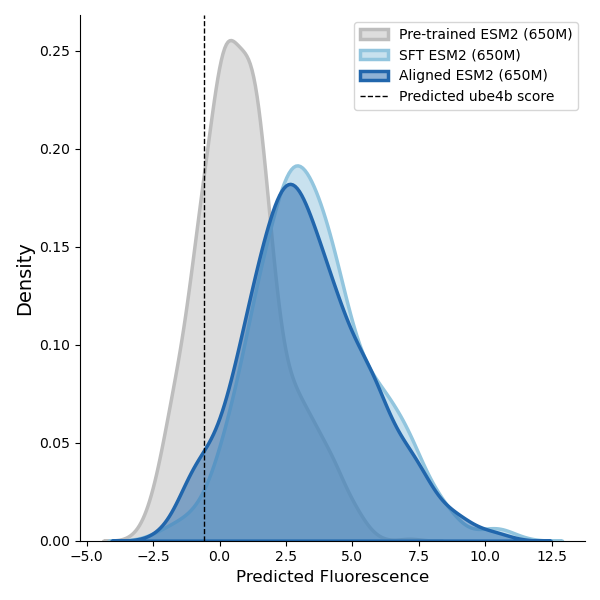 Pre-trained ESM2 (650M)
SFT ESM2 (650M)
Aligned ESM2 (650M)
Predicted ube4b score
Density
0.25
0.20
0.15
0.10
0.05
0.00
−5.0 −2.5 0.0 2.5 5.0 7.5 10.0 12.5
Predicted Fluorescence